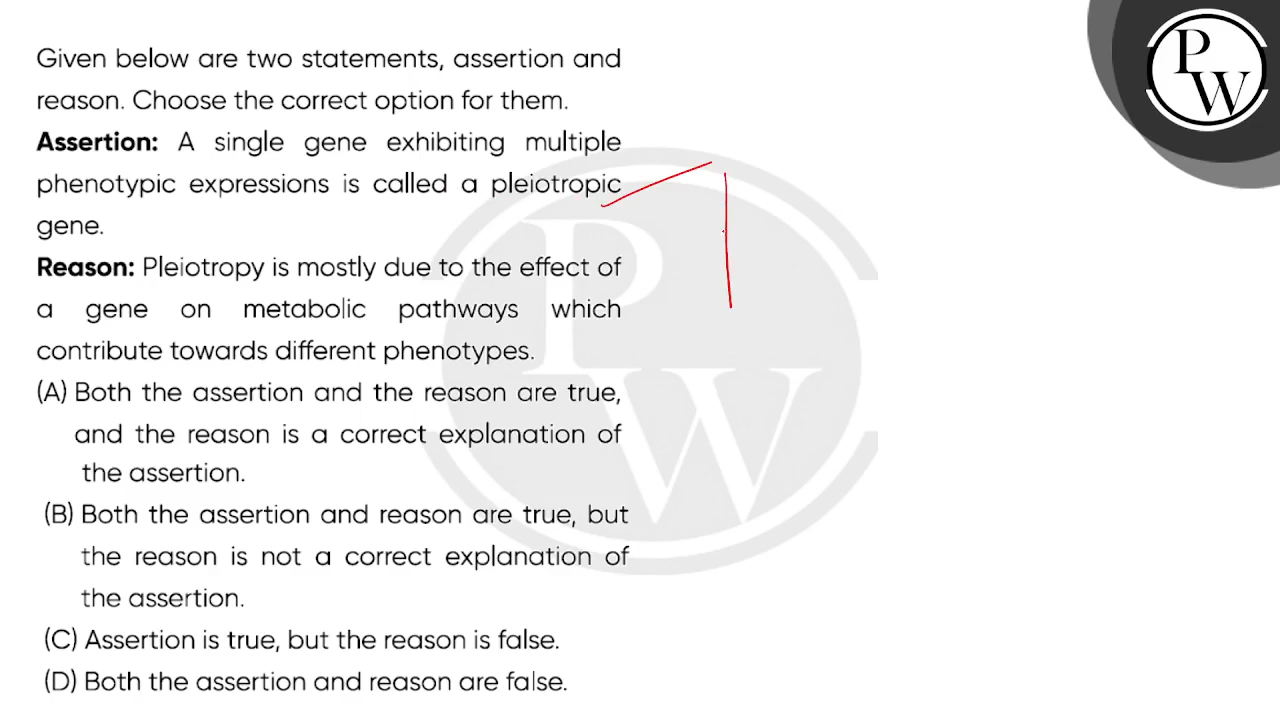 Given below are two statements, assertion and
reason. Choose the correct option for them.
Assertion: A single gene exhibiting multiple
phenotypic expressions is called a pleiotropic
gene.
Reason: Pleiotropy is mostly due to the effect of
a gene on metabolic pathways which
contribute towards different phenotypes.
(A) Both the assertion and the reason are true,
and the reason is a correct explanation of
the assertion.
(B) Both the assertion and reason are true, but
the reason is not a correct explanation of
the assertion.
(C) Assertion is true, but the reason is false.
(D) Both the assertion and reason are false.
P
W
P
W